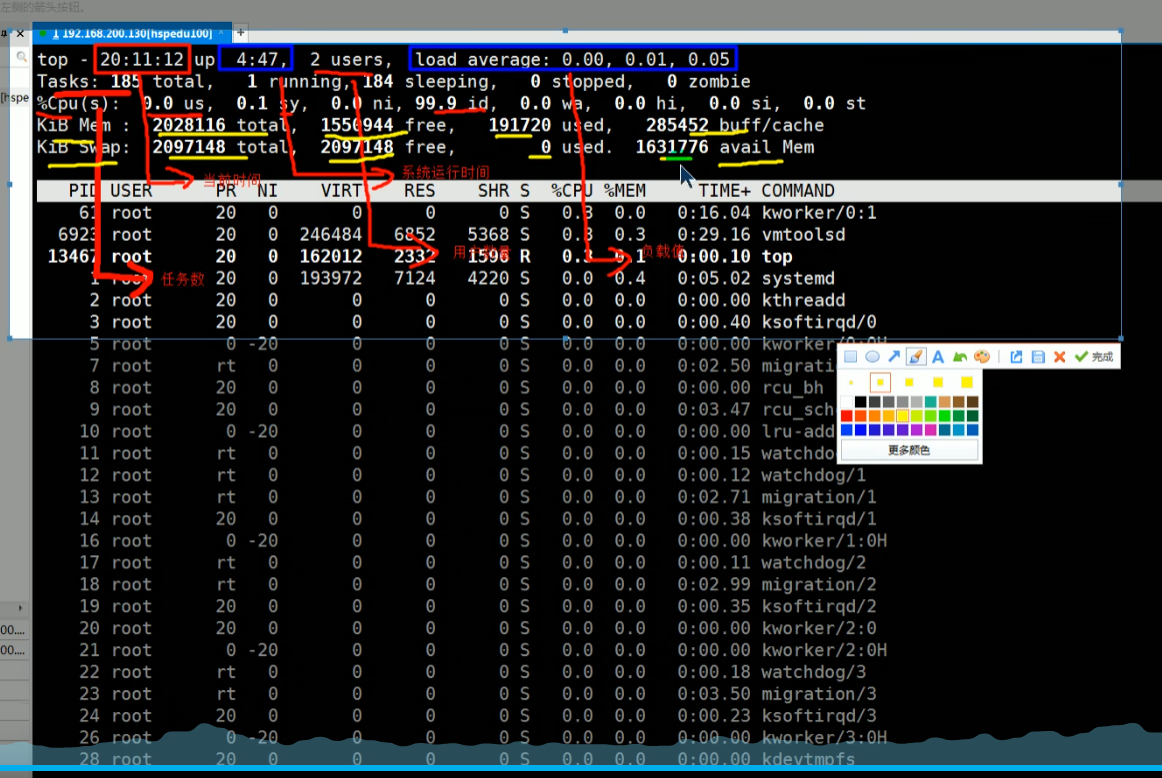 左侧的箭头按钮。
1 192.168.200.130[hspedu100] × +
top - 20:11:12 up 4:47, 2 users, load average: 0.00, 0.01, 0.05
Tasks: 185 total, 1 running, 184 sleeping, 0 stopped, 0 zombie
[hspe
%Cpu(s): 0.0 us, 0.1 sy, 0.0 ni, 99.9 id, 0.0 wa, 0.0 hi, 0.0 si, 0.0 st
KiB Mem : 2028116 total, 1550944 free, 191720 used, 285452 buff/cache
KiB Swap: 2097148 total, 2097148 free, 0 used. 1631776 avail Mem
系统运行时间
当前时间
PID USER PR NI VIRT RES SHR S %CPU %MEM TIME+ COMMAND
61 root 20 0 0 0 0 S 0.3 0.0 0:16.04 kworker/0:1
6923 root 20 0 246484 6852 5368 S 0.3 0.3 0:29.16 vmtoolsd
用户数量
负载值
13467 root 20 0 162012 2332 1596 R 0.3 0.1 0:00.10 top
1 root 20 0 193972 7124 4220 S 0.0 0.4 0:05.02 systemd
任务数
2 root 20 0 0 0 0 S 0.0 0.0 0:00.00 kthreadd
3 root 20 0 0 0 0 S 0.0 0.0 0:00.40 ksoftirqd/0
5 root 0 -20 0 0 0 S 0.0 0.0 0:00.00 kworker/0:0H
7 root rt 0 0 0 0 S 0.0 0.0 0:02.50 migrati
完成
8 root 20 0 0 0 0 S 0.0 0.0 0:00.00 rcu_bh
9 root 20 0 0 0 0 S 0.0 0.0 0:03.47 rcu_sch
10 root 0 -20 0 0 0 S 0.0 0.0 0:00.00 lru-add
更多颜色
11 root rt 0 0 0 0 S 0.0 0.0 0:00.15 watchdo
12 root rt 0 0 0 0 S 0.0 0.0 0:00.12 watchdog/1
13 root rt 0 0 0 0 S 0.0 0.0 0:02.71 migration/1
14 root 20 0 0 0 0 S 0.0 0.0 0:00.38 ksoftirqd/1
16 root 0 -20 0 0 0 S 0.0 0.0 0:00.00 kworker/1:0H
17 root rt 0 0 0 0 S 0.0 0.0 0:00.11 watchdog/2
18 root rt 0 0 0 0 S 0.0 0.0 0:02.99 migration/2
19 root 20 0 0 0 0 S 0.0 0.0 0:00.35 ksoftirqd/2
20 root 20 0 0 0 0 S 0.0 0.0 0:00.00 kworker/2:0
00....
21 root 0 -20 0 0 0 S 0.0 0.0 0:00.00 kworker/2:0H
00....
22 root rt 0 0 0 0 S 0.0 0.0 0:00.18 watchdog/3
23 root rt 0 0 0 0 S 0.0 0.0 0:03.50 migration/3
24 root 20 0 0 0 0 S 0.0 0.0 0:00.23 ksoftirqd/3
26 root 0 -20 0 0 0 S 0.0 0.0 0:00.00 kworker/3:0H
28 root 20 0 0 0 0 S 0.0 0.0 0:00.00 kdevtmpfs